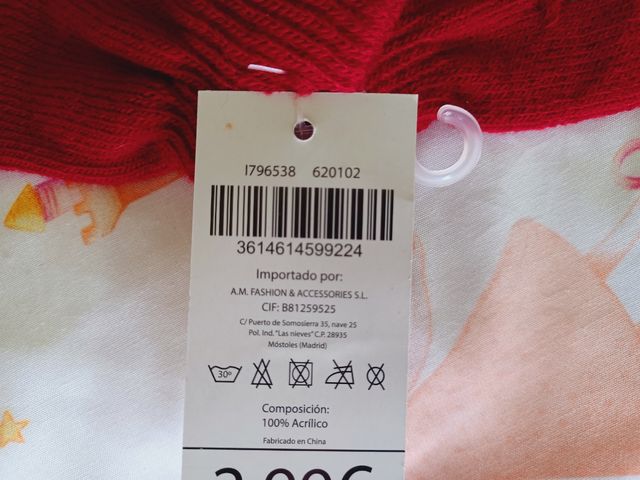 I796538 620102
3614614599224
Importado por:
A.M. FASHION & ACCESSORIES S.L.
CIF: B81259525
C/ Puerto de Somosierra 35, nave 25
Pol. Ind. "Las nieves" C.P. 28935
Móstoles (Madrid)
30º
Composición:
100% Acrílico
Fabricado en China